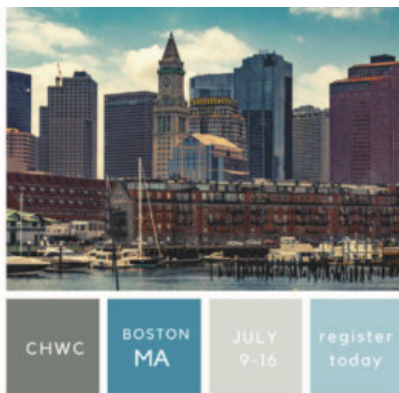 CHWC
BOSTON
MA
JULY
9-16
register
today